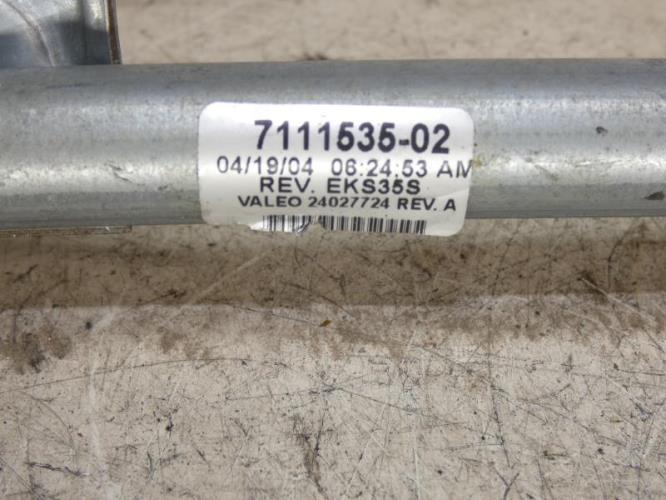 7111535-02
04/19/04 06:24:53 AM
REV. EKS35S
VALEO 24027724 REV. A